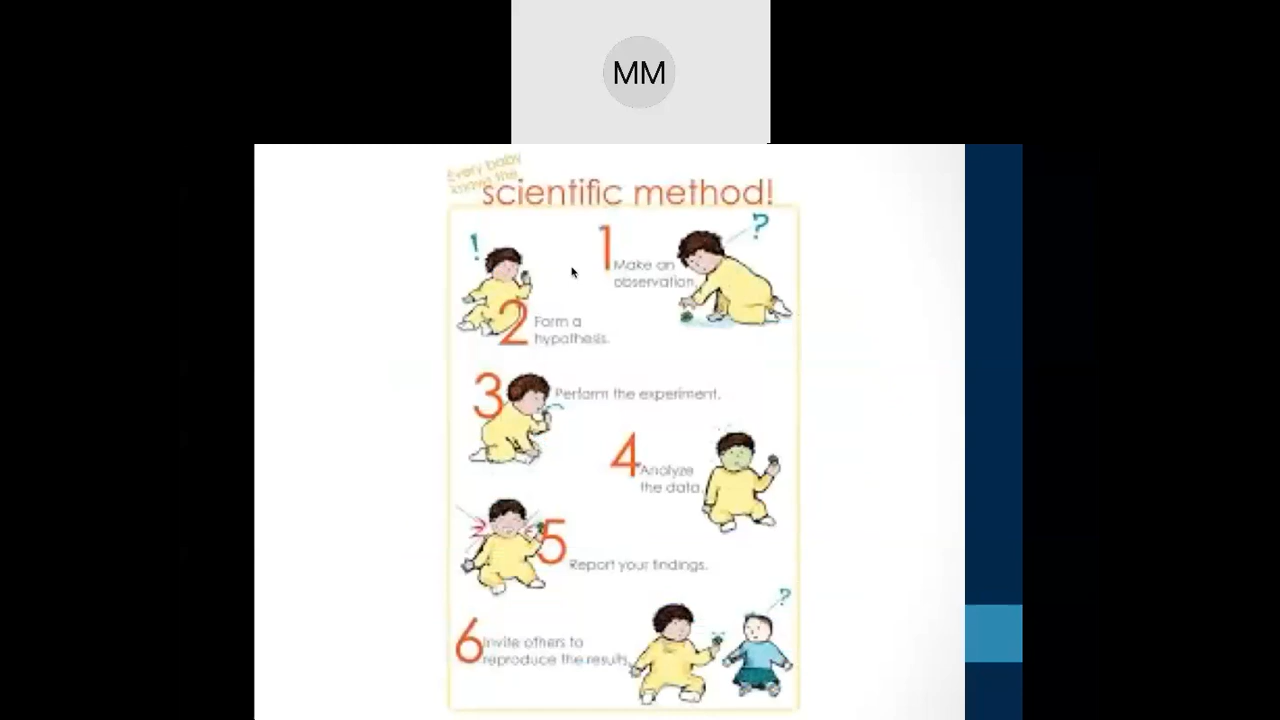 MM
Every baby
knows the
scientific method!
1
Make an
observation.
!
?
2
Form a
hypothesis.
3
Perform the experiment.
4
Analyze
the data.
5
Report your findings.
6
Invite others to
reproduce the results.
?